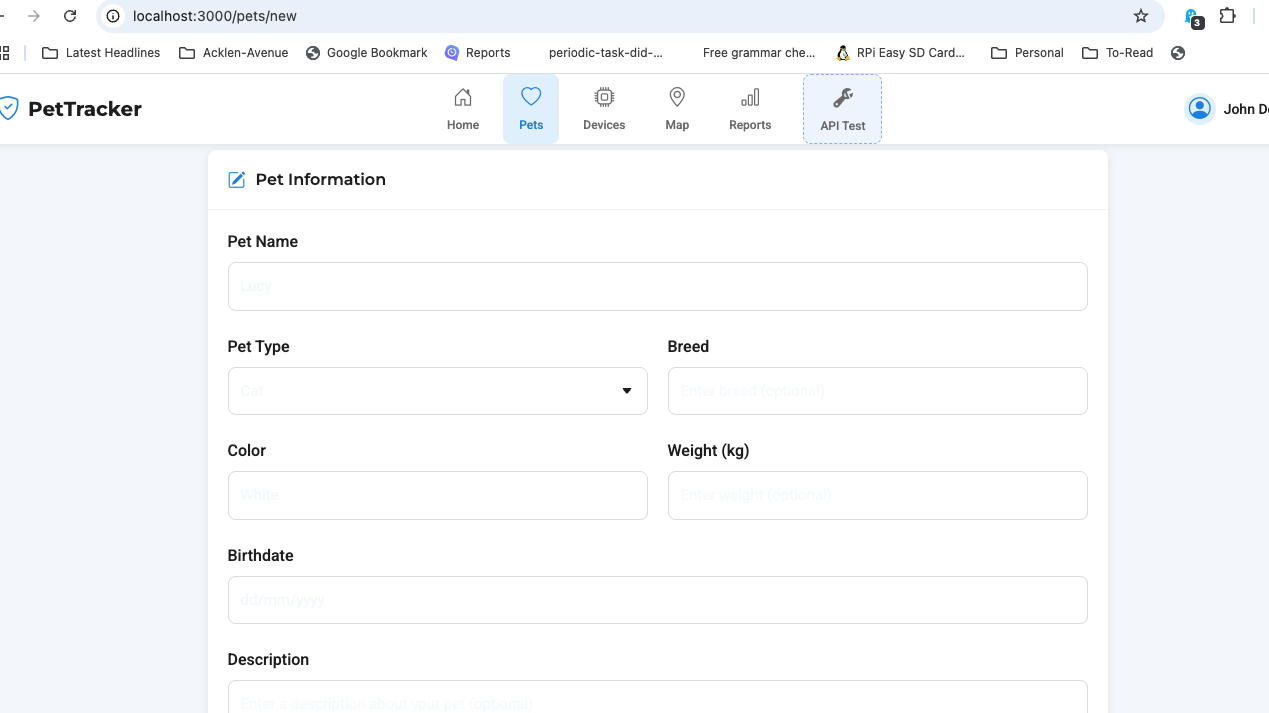 localhost:3000/pets/new
3
Latest Headlines Acklen-Avenue Google Bookmark Reports periodic-task-did-... Free grammar che... RPi Easy SD Card... Personal To-Read
PetTracker
Home Pets Devices Map Reports API Test
John D
Pet Information
Pet Name
Lucy
Pet Type Breed
Cat Enter breed (optional)
Color Weight (kg)
White Enter weight (optional)
Birthdate
dd/mm/yyyy
Description
Enter a description about your pet (optional)